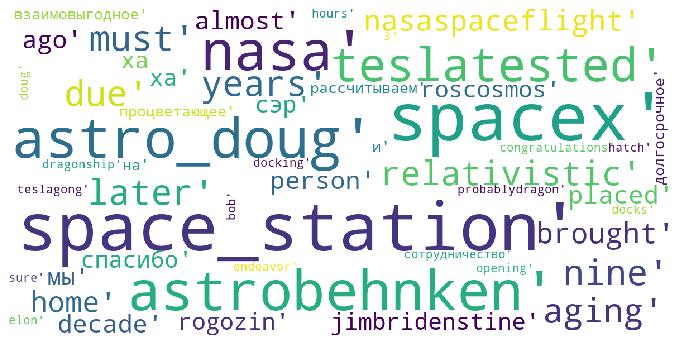 взаимовыгодное' almost' hours' nasaspaceflight'
ago' must' nasa' 3'
doug' due' ха ха' years' teslatested'
процветающее' сэр' рассчитываем' roscosmos'
astro_doug' spacex' долгосрочное'
и' congratulations' hatch'
dragonship' на' docking' relativistic'
teslagong' later' person' probablydragon' placed'
space_station' bob' docks'
спасибо' endeavor' сотрудничество' brought'
sure' мы' opening' nine'
home' astrobehnken' aging'
elon' decade' rogozin' jimbridenstine'